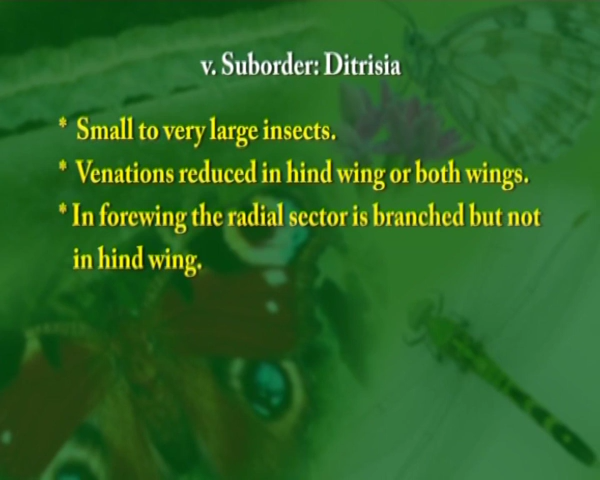 v. Suborder: Ditrisia
* Small to very large insects.
* Venations reduced in hind wing or both wings.
* In forewing the radial sector is branched but not
in hind wing.